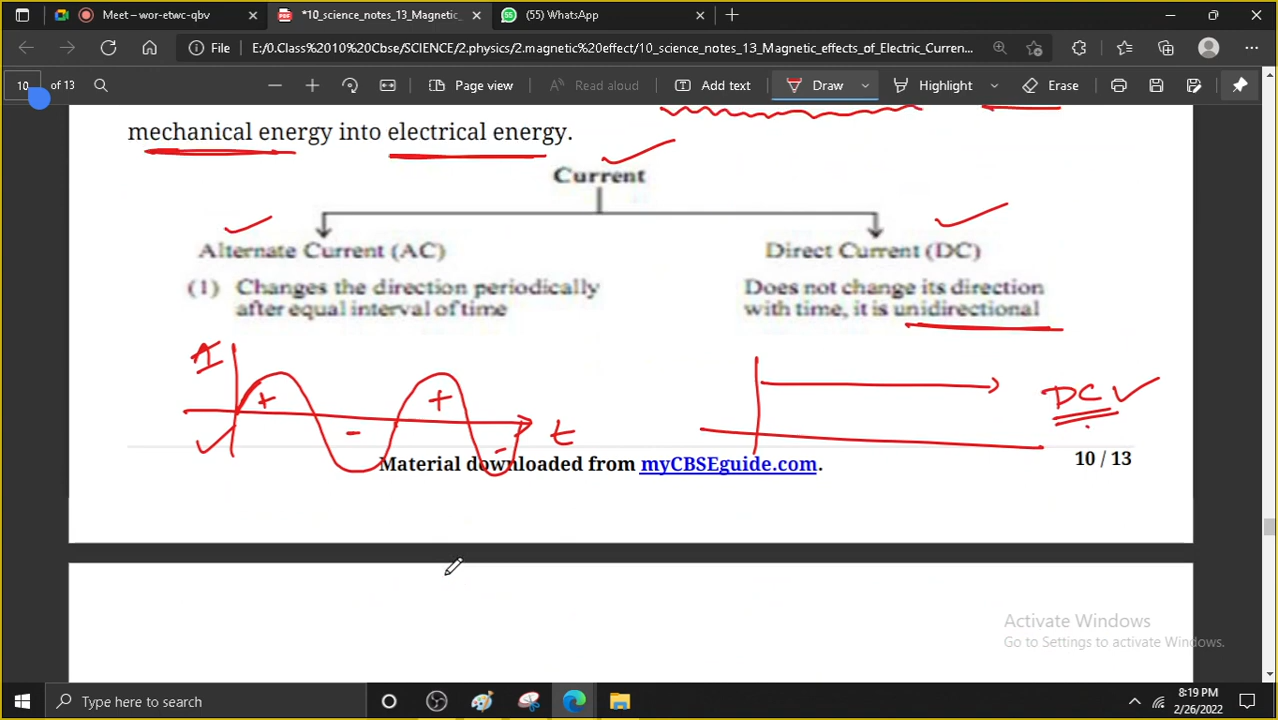 Meet – wor-etwc-qbv
*10_science_notes_13_Magnetic_
(55) WhatsApp
File
E:/0.Class%2010%20Cbse/SCIENCE/2.physics/2.magnetic%20effect/10_science_notes_13_Magnetic_effects_of_Electric_Curren...
10 of 13
Page view
Read aloud
Add text
Draw
Highlight
Erase
mechanical energy into electrical energy.
Current
Alternate Current (AC)
Direct Current (DC)
(1) Changes the direction periodically
after equal interval of time
Does not change its direction
with time, it is unidirectional
I
+ - + -
t
DC
Material downloaded from myCBSEguide.com.
10 / 13
Activate Windows
Go to Settings to activate Windows.
Type here to search
8:19 PM
2/26/2022